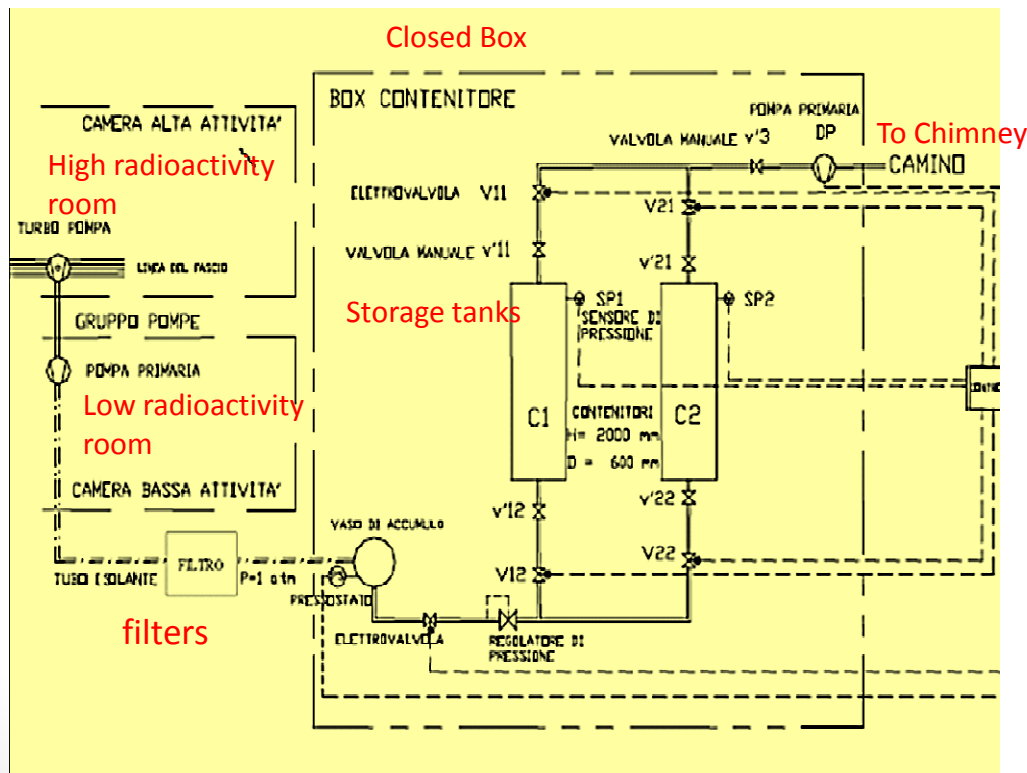 Closed Box
BOX CONTENITORE
CAMERA ALTA ATTIVITA'
High radioactivity
room
TURBO POMPA
LINEA DEL FASCIO
GRUPPO POMPE
POMPA PRIMARIA
Low radioactivity
room
CAMERA BASSA ATTIVITA'
TUBO ISOLANTE
FILTRO
P=1 atm
filters
POMPA PRIMARIA
DP
To Chimney
CAMINO
VALVOLA MANUALE v'3
ELETTROVALVOLA V11
V21
VALVOLA MANUALE v'11
v'21
Storage tanks
SP1
SENSORE DI
PRESSIONE
SP2
C1
CONTENITORI
H= 2000 mm
D = 600 mm
C2
v'12
v'22
VASO DI ACCUMULO
V12
V22
PRESSOSTATO
ELETTROVALVOLA
REGOLATORE DI
PRESSIONE